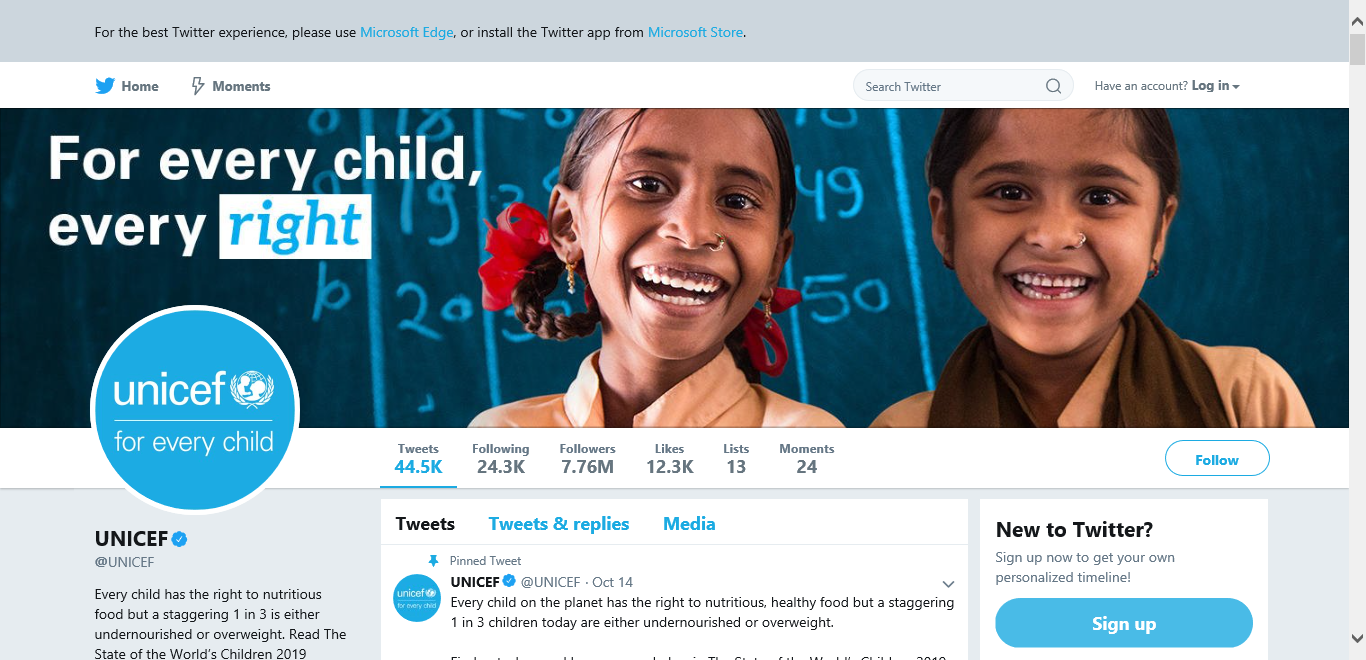 For the best Twitter experience, please use Microsoft Edge, or install the Twitter app from Microsoft Store.
Home
Moments
Search Twitter
Have an account? Log in
For every child,
every right
19
49
b
20
50
unicef
for every child
Tweets
44.5K
Following
24.3K
Followers
7.76M
Likes
12.3K
Lists
13
Moments
24
Follow
UNICEF
@UNICEF
Every child has the right to nutritious
food but a staggering 1 in 3 is either
undernourished or overweight. Read The
State of the World's Children 2019
Tweets
Tweets & replies
Media
Pinned Tweet
unicef
for every child
UNICEF @UNICEF · Oct 14
Every child on the planet has the right to nutritious, healthy food but a staggering
1 in 3 children today are either undernourished or overweight.
New to Twitter?
Sign up now to get your own
personalized timeline!
Sign up